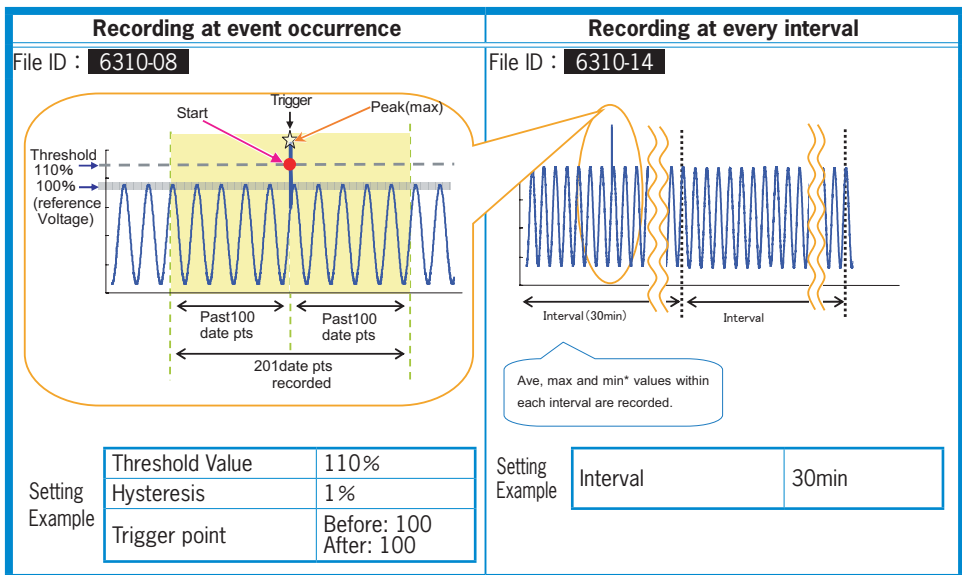 Recording at event occurrence
File ID : 6310-08
Trigger
Start
Peak(max)
Threshold
110%
100%
(reference
Voltage)
Past100
date pts
Past100
date pts
201date pts
recorded
Setting
Example
Threshold Value 110%
Hysteresis 1%
Trigger point Before: 100
After: 100
Recording at every interval
File ID : 6310-14
Interval(30min)
Interval
Ave, max and min* values within
each interval are recorded.
Setting
Example
Interval 30min